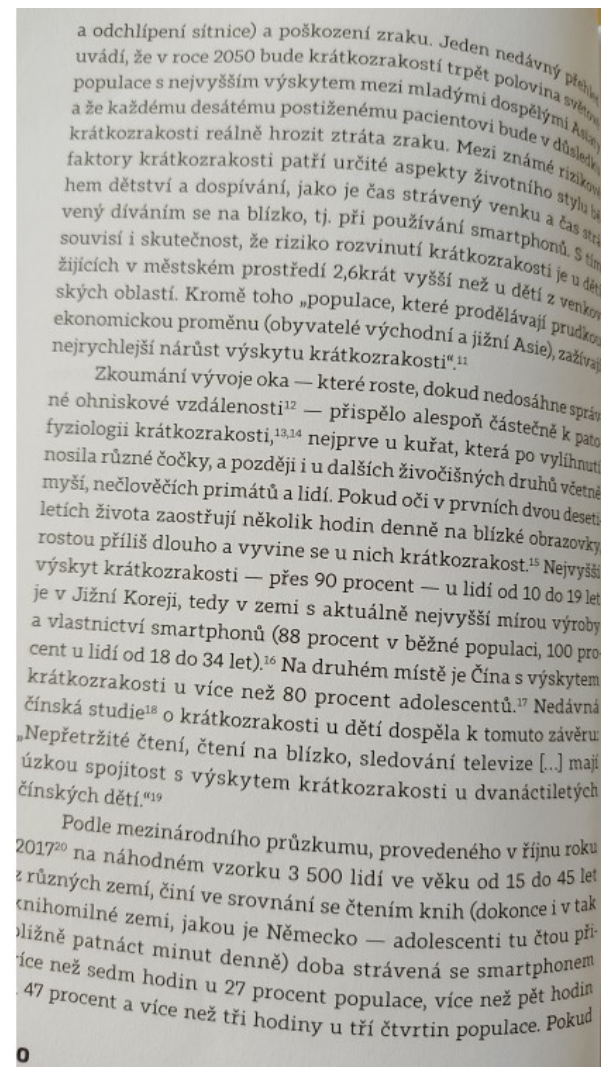 a odchlípení sítnice) a poškození zraku. Jeden nedávný přehled
uvádí, že v roce 2050 bude krátkozrakostí trpět polovina světové
populace s nejvyšším výskytem mezi mladými dospělými Asiaty
a že každému desátému postiženému pacientovi bude v důsledku
krátkozrakosti reálně hrozit ztráta zraku. Mezi známé rizikové
faktory krátkozrakosti patří určité aspekty životního stylu bě
hem dětství a dospívání, jako je čas strávený venku a čas strá
vený díváním se na blízko, tj. při používání smartphonů. S tím
souvisí i skutečnost, že riziko rozvinutí krátkozrakosti je u dětí
žijících v městském prostředí 2,6krát vyšší než u dětí z venkov
ských oblastí. Kromě toho „populace, které prodělávají prudkou
ekonomickou proměnu (obyvatelé východní a jižní Asie), zažívají
nejrychlejší nárůst výskytu krátkozrakosti“.¹¹
Zkoumání vývoje oka — které roste, dokud nedosáhne správ
né ohniskové vzdálenosti¹² — přispělo alespoň částečně k pato
fyziologii krátkozrakosti,¹³,¹⁴ nejprve u kuřat, která po vylíhnutí
nosila různé čočky, a později i u dalších živočišných druhů včetně
myší, nečlověčích primátů a lidí. Pokud oči v prvních dvou deseti
letích života zaostřují několik hodin denně na blízké obrazovky,
rostou příliš dlouho a vyvine se u nich krátkozrakost.¹⁵ Nejvyšší
výskyt krátkozrakosti — přes 90 procent — u lidí od 10 do 19 let
je v Jižní Koreji, tedy v zemi s aktuálně nejvyšší mírou výroby
a vlastnictví smartphonů (88 procent v běžné populaci, 100 pro-
cent u lidí od 18 do 34 let).¹⁶ Na druhém místě je Čína s výskytem
krátkozrakosti u více než 80 procent adolescentů.¹⁷ Nedávná
čínská studie¹⁸ o krátkozrakosti u dětí dospěla k tomuto závěru:
„Nepřetržité čtení, čtení na blízko, sledování televize [...] mají
úzkou spojitost s výskytem krátkozrakosti u dvanáctiletých
čínských dětí.“¹⁹
Podle mezinárodního průzkumu, provedeného v říjnu roku
2017²⁰ na náhodném vzorku 3 500 lidí ve věku od 15 do 45 let
z různých zemí, činí ve srovnání se čtením knih (dokonce i v tak
knihomilné zemi, jakou je Německo — adolescenti tu čtou při-
bližně patnáct minut denně) doba strávená se smartphonem
více než sedm hodin u 27 procent populace, více než pět hodin
47 procent a více než tři hodiny u tří čtvrtin populace. Pokud
0